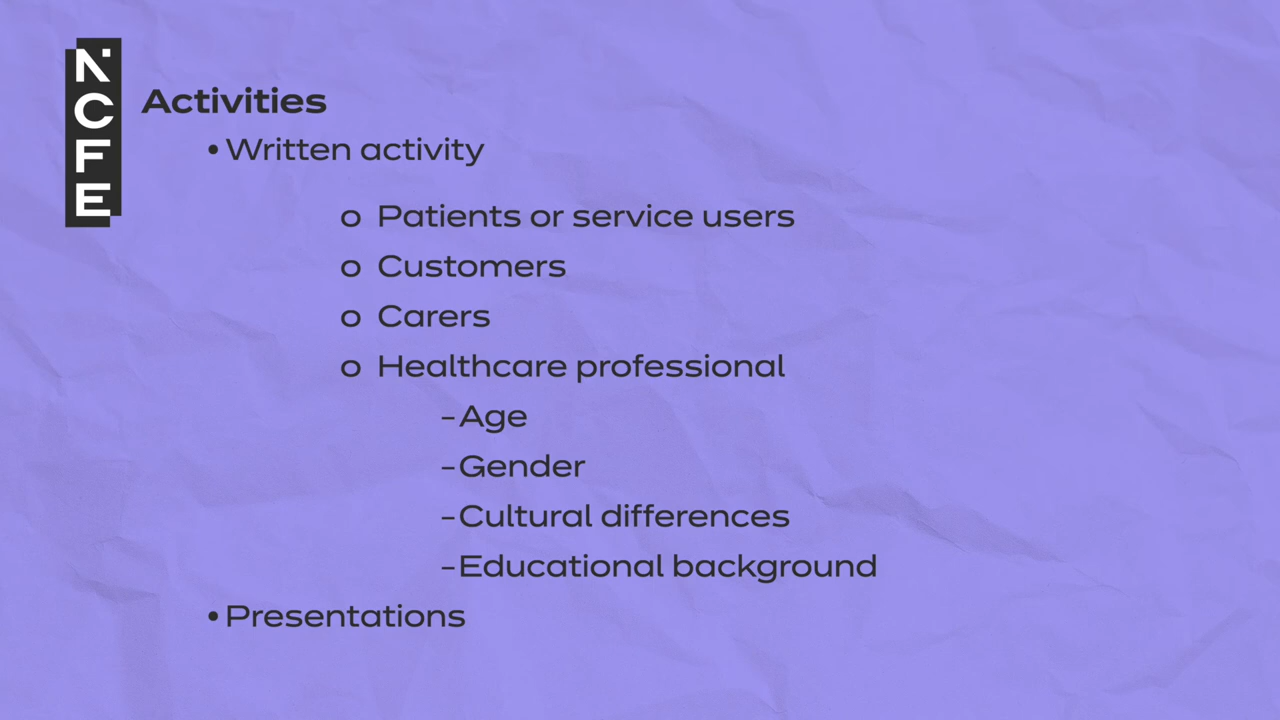 NCFE
Activities
• Written activity
o Patients or service users
o Customers
o Carers
o Healthcare professional
-Age
-Gender
-Cultural differences
-Educational background
• Presentations